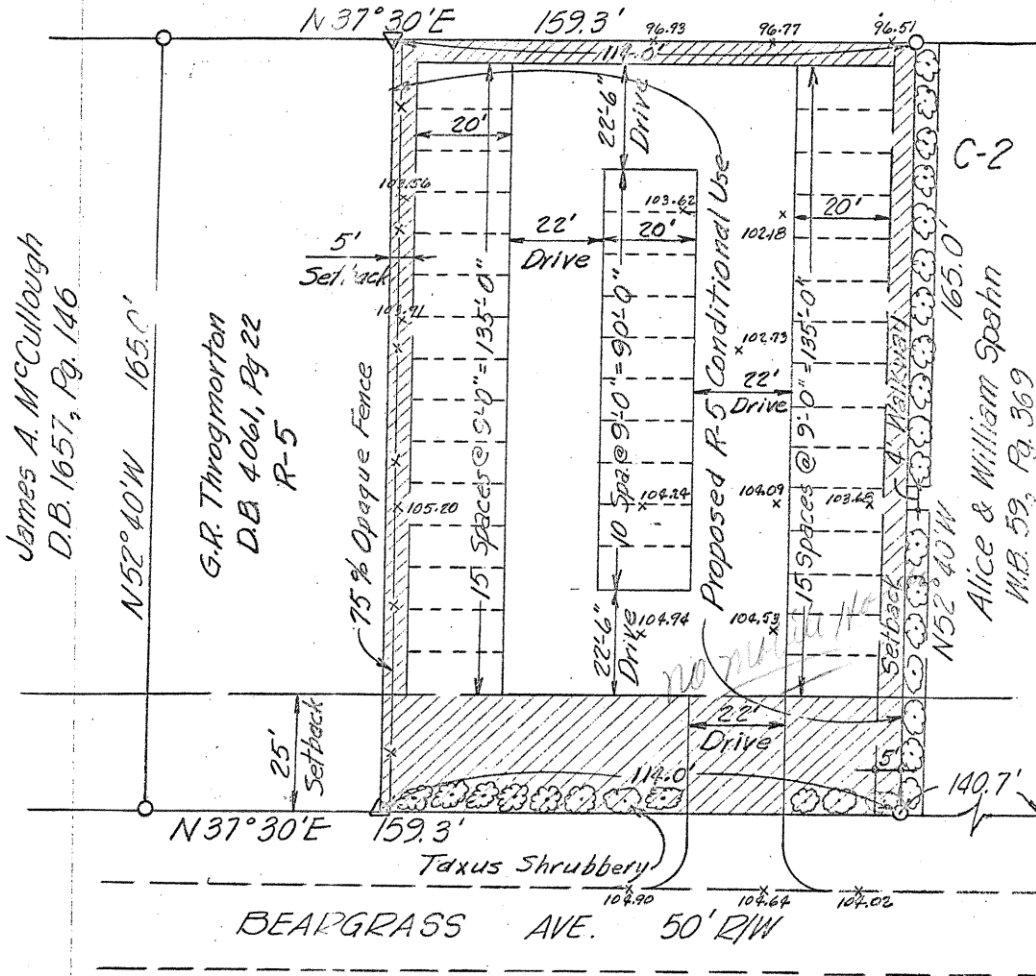 N 37°30'E 159.3'
96.93
96.77
96.51
114.0'
22'-6"
Drive
C-2
20'
103.56
5'
Setback
103.62
22'
Drive
20'
102.18
20'
James A. McCullough
D.B. 1657, Pg. 146
N52°40'W 165.0'
G.R. Throgmorton
D.B. 4061, Pg 22
R-5
103.91
75% Opaque Fence
15 Spaces @ 9'-0" = 135'-0"
10 Spa. @ 9'-0" = 90'-0"
Proposed R-5 Conditional Use
102.73
22'
Drive
15 Spaces @ 9'-0" = 135'-0"
4' Walkway
165.0'
N52°40'W
Alice & William Spahn
W.B. 59, Pg. 369
105.20
104.24
104.09
103.68
22'-6"
Drive
104.94
104.53
Setback
no
25'
Setback
22'
Drive
5'
114.0'
140.7'
N37°30'E 159.3'
Taxus Shrubbery
104.90
104.64
104.02
BEARGRASS AVE. 50' R/W